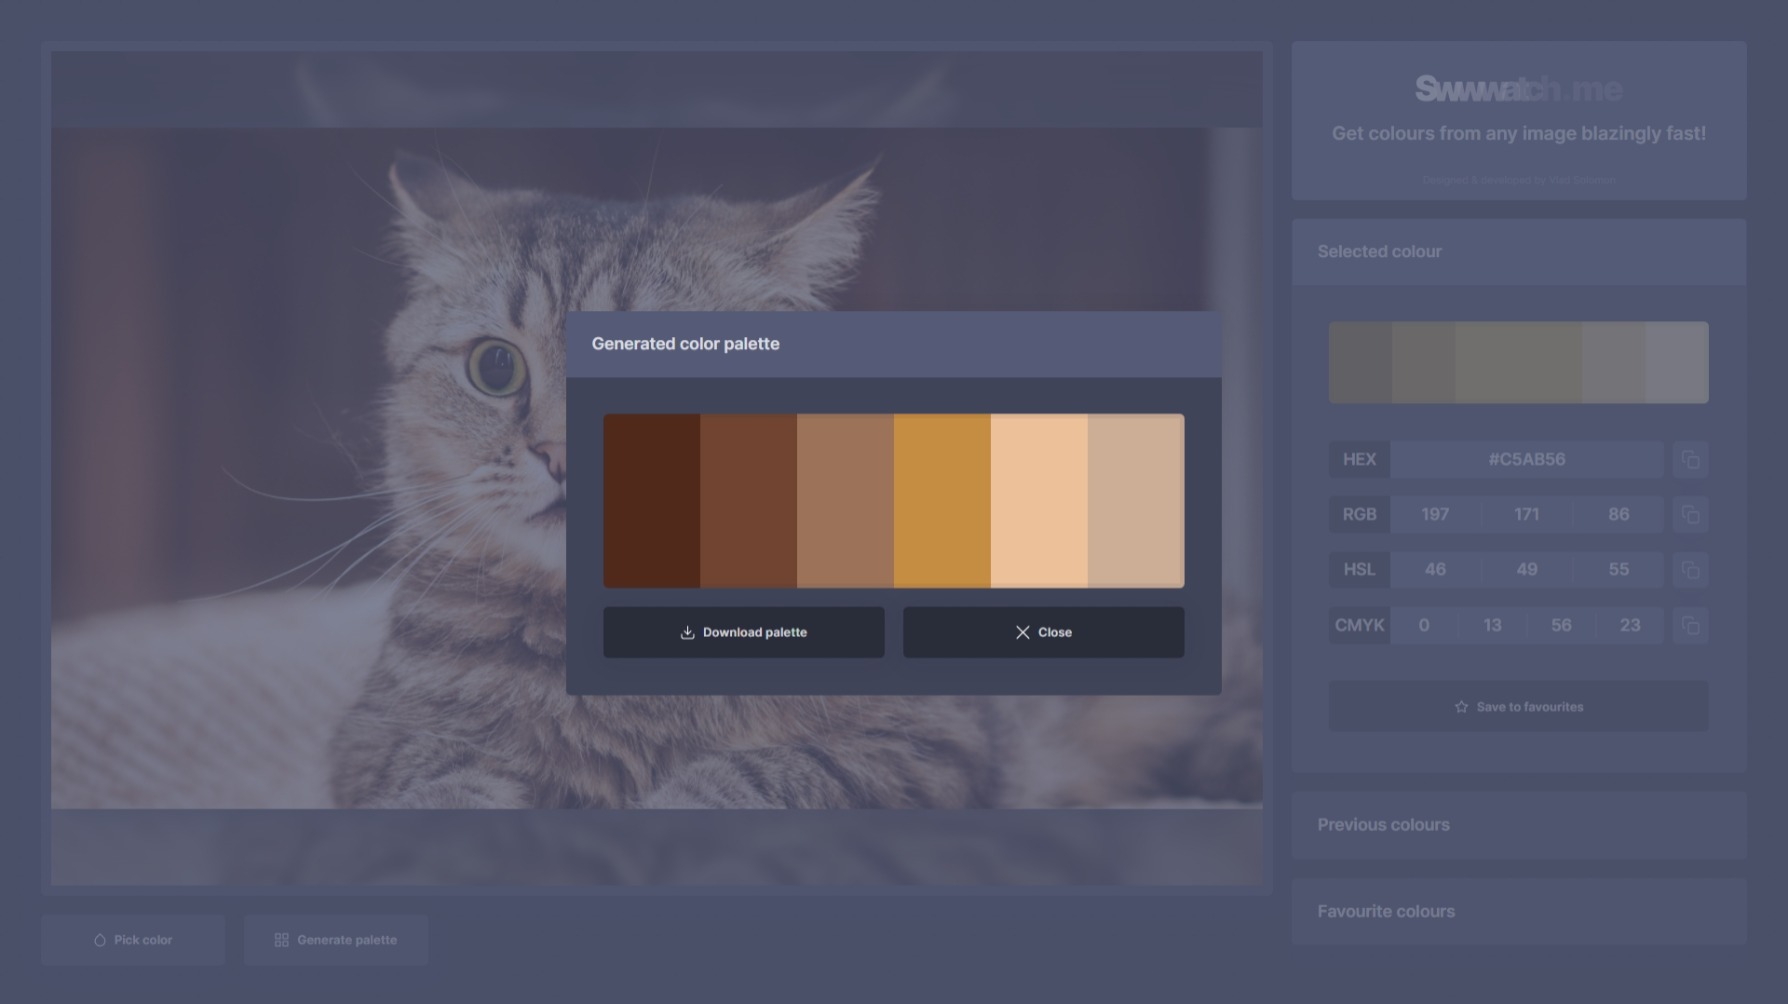 Swwwatch.me
Get colours from any image blazingly fast!
Designed & developed by Vlad Solomon
Selected colour
Generated color palette
HEX #C5AB56
RGB 197 171 86
HSL 46 49 55
Download palette Close
CMYK 0 13 56 23
Save to favourites
Previous colours
Favourite colours
Pick color Generate palette